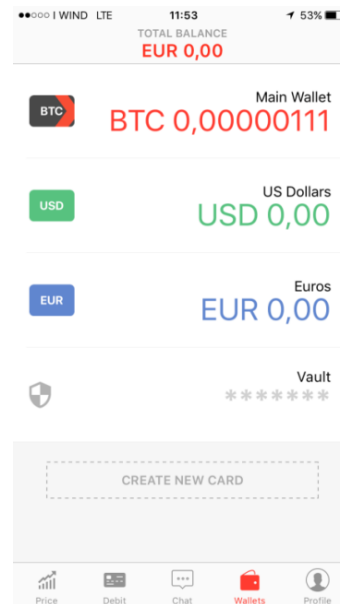 I WIND LTE 11:53 53%
TOTAL BALANCE
EUR 0,00
Main Wallet
BTC
BTC 0,00000111
US Dollars
USD
USD 0,00
Euros
EUR
EUR 0,00
Vault
*******
CREATE NEW CARD
Price Debit Chat Wallets Profile